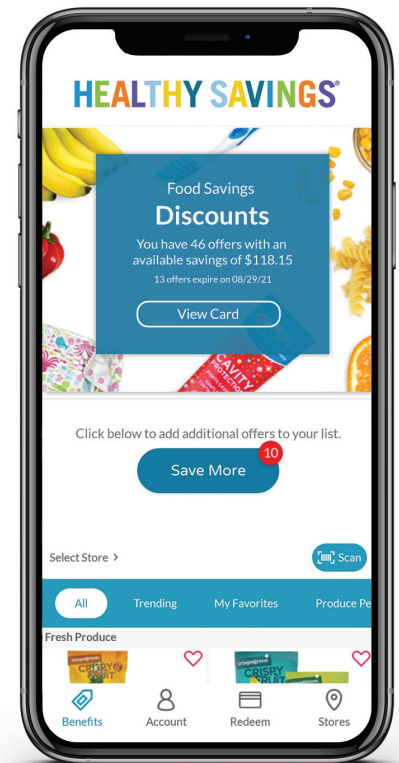 HEALTHY SAVINGS®
Food Savings
Discounts
You have 46 offers with an
available savings of $118.15
13 offers expire on 08/29/21
View Card
CAVITY
PROTECTION
Click below to add additional offers to your list.
10
Save More
Select Store >
Scan
All Trending My Favorites Produce Pe
Fresh Produce
crispygreen crispygreen
CRISPY CRISPY
FRUIT FRUIT
Benefits Account Redeem Stores